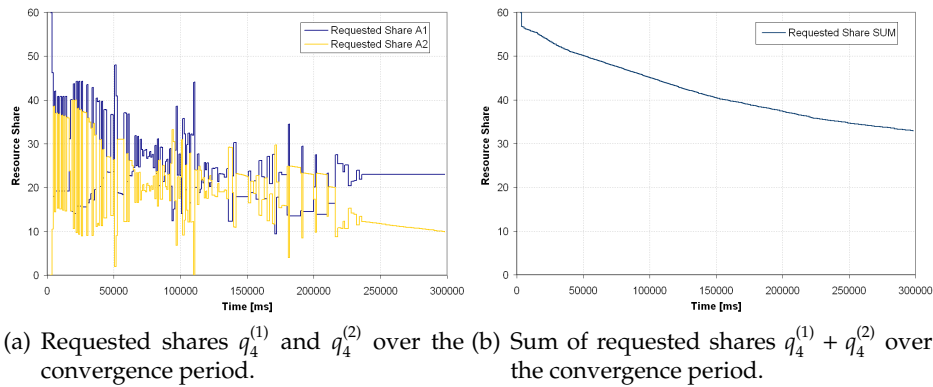 60
50
40
30
20
10
0
Resource Share
Requested Share A1
Requested Share A2
0 50000 100000 150000 200000 250000 300000
Time [ms]
60
50
40
30
20
10
0
Resource Share
Requested Share SUM
0 50000 100000 150000 200000 250000 300000
Time [ms]
(a) Requested shares q₄⁽¹⁾ and q₄⁽²⁾ over the
convergence period.
(b) Sum of requested shares q₄⁽¹⁾ + q₄⁽²⁾ over
the convergence period.